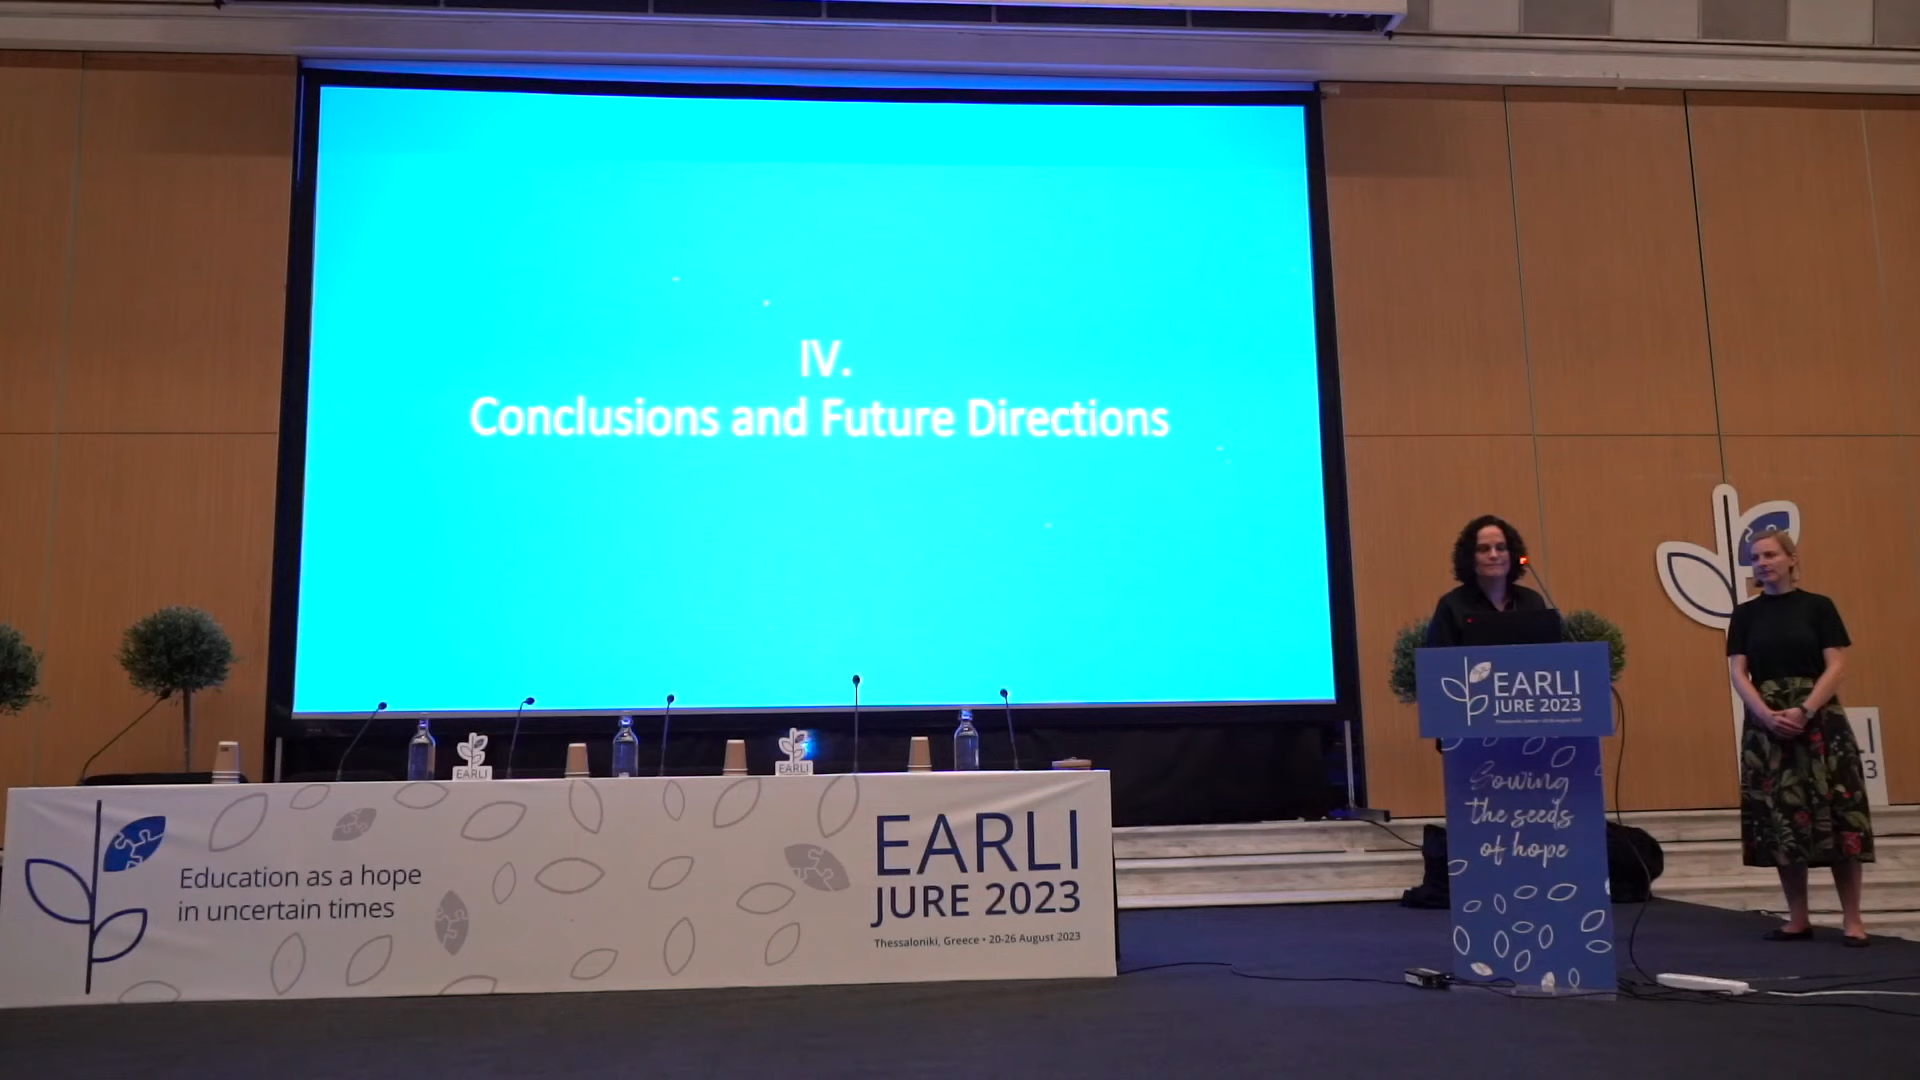 IV.
Conclusions and Future Directions
EARLI
JURE 2023
Sowing
the seeds
of hope
EARLI
EARLI
Education as a hope
in uncertain times
EARLI
JURE 2023
Thessaloniki, Greece • 20-26 August 2023